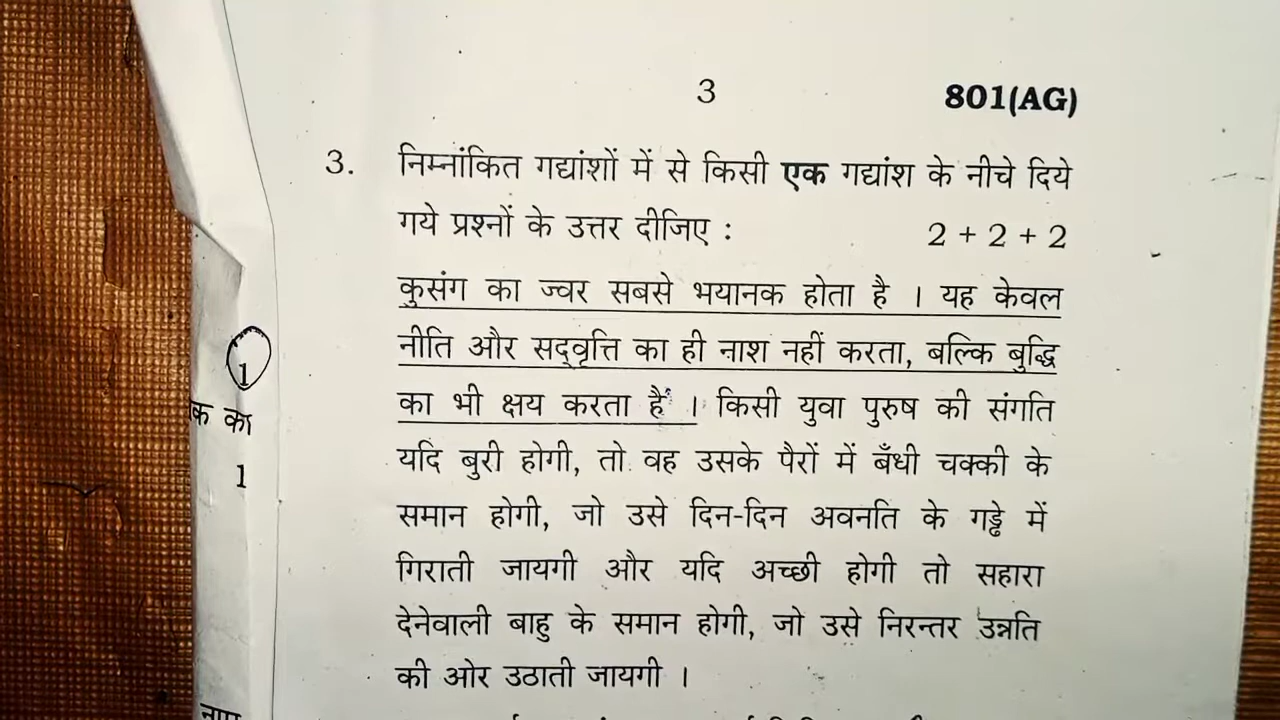 3
801(AG)
3. निम्नांकित गद्यांशों में से किसी एक गद्यांश के नीचे दिये
गये प्रश्नों के उत्तर दीजिए : 2 + 2 + 2
कुसंग का ज्वर सबसे भयानक होता है । यह केवल
नीति और सद्‌वृत्ति का ही नाश नहीं करता, बल्कि बुद्धि
का भी क्षय करता है । किसी युवा पुरुष की संगति
यदि बुरी होगी, तो वह उसके पैरों में बँधी चक्की के
समान होगी, जो उसे दिन-दिन अवनति के गड्ढे में
गिराती जायगी और यदि अच्छी होगी तो सहारा
देनेवाली बाहु के समान होगी, जो उसे निरन्तर उन्नति
की ओर उठाती जायगी ।
1
क का
1